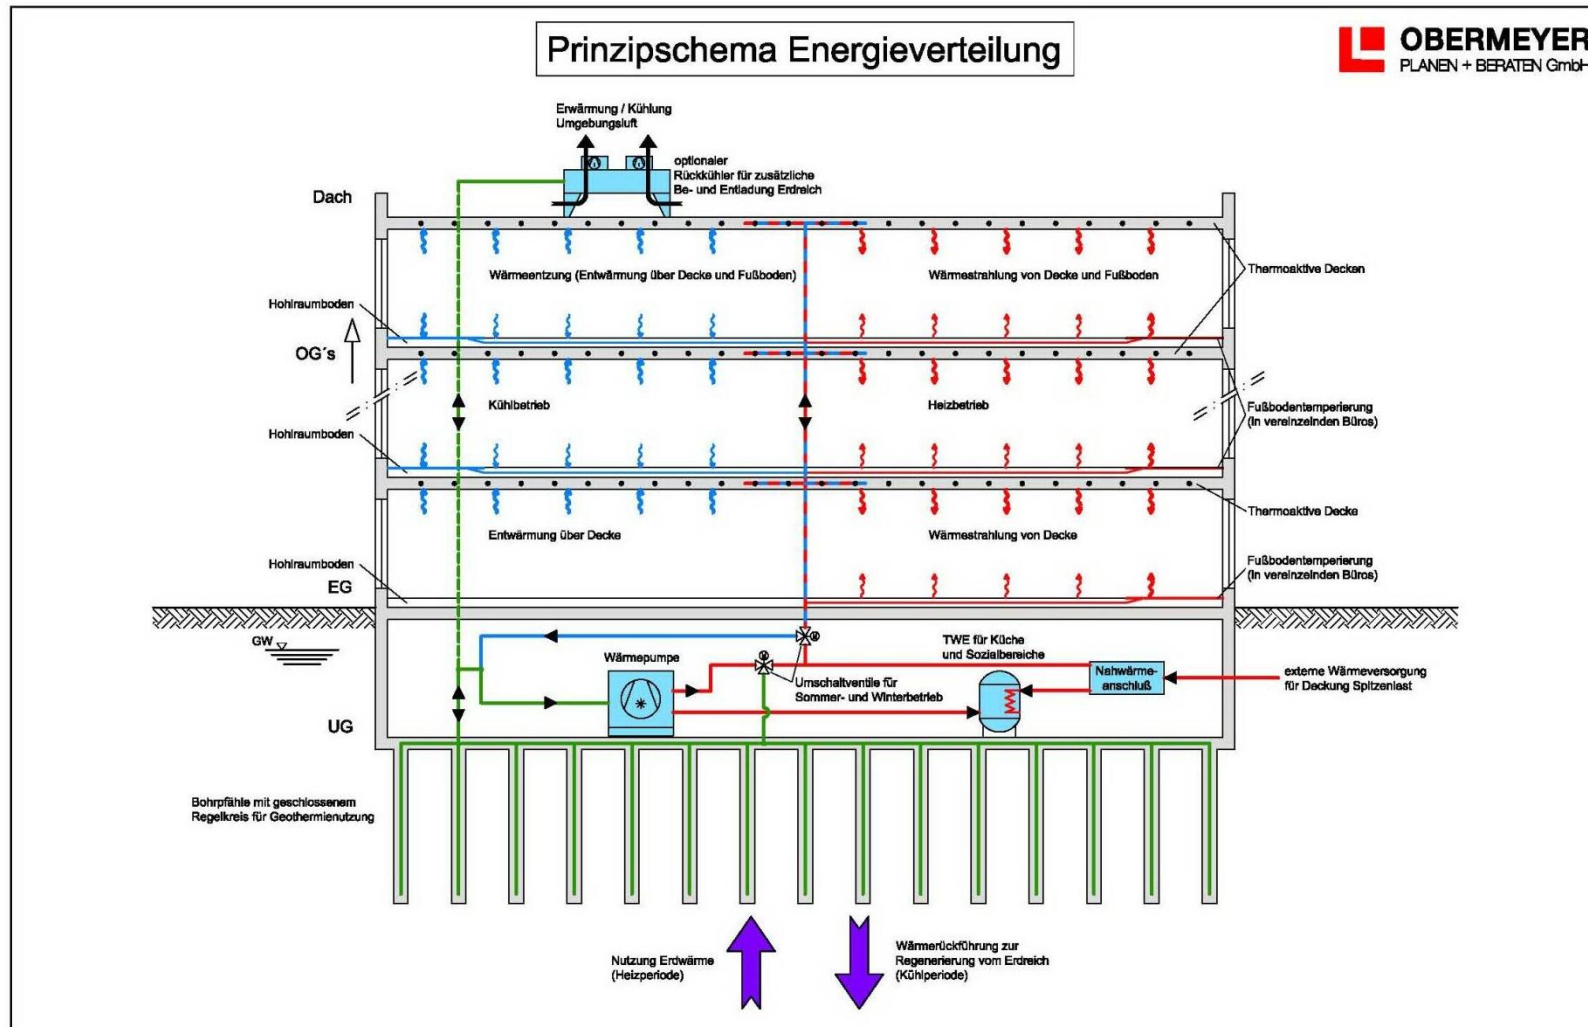 Prinzipschema Energieverteilung
OBERMEYER
PLANEN + BERATEN GmbH
Erwärmung / Kühlung
Umgebungsluft
optionaler
Rückkühler für zusätzliche
Be- und Entladung Erdreich
Dach
Wärmeentzung (Entwärmung über Decke und Fußboden)
Wärmestrahlung von Decke und Fußboden
Thermoaktive Decken
Hohlraumboden
OG´s
Kühlbetrieb
Heizbetrieb
Fußbodentemperierung
(in vereinzelnden Büros)
Hohlraumboden
Thermoaktive Decke
Entwärmung über Decke
Wärmestrahlung von Decke
Hohlraumboden
Fußbodentemperierung
(in vereinzelnden Büros)
EG
GW
Wärmepumpe
TWE für Küche
und Sozialbereiche
Umschaltventile für
Sommer- und Winterbetrieb
Nahwärme-
anschluß
externe Wärmeversorgung
für Deckung Spitzenlast
UG
Bohrpfähle mit geschlossenem
Regelkreis für Geothermienutzung
Nutzung Erdwärme
(Heizperiode)
Wärmerückführung zur
Regenerierung vom Erdreich
(Kühlperiode)